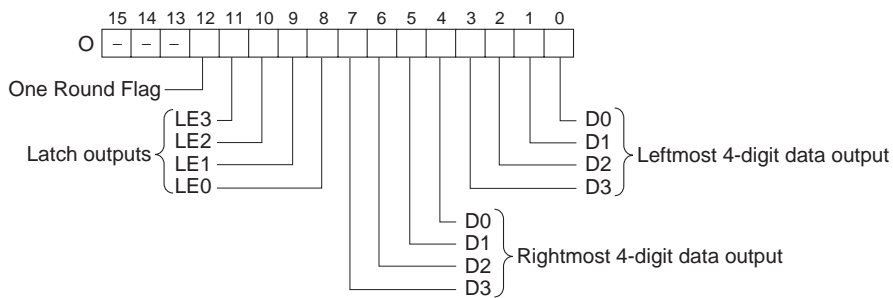 15 14 13 12 11 10 9 8 7 6 5 4 3 2 1 0
O – – –
One Round Flag
LE3
LE2
LE1
LE0
Latch outputs
D0
D1
D2
D3
Leftmost 4-digit data output
D0
D1
D2
D3
Rightmost 4-digit data output